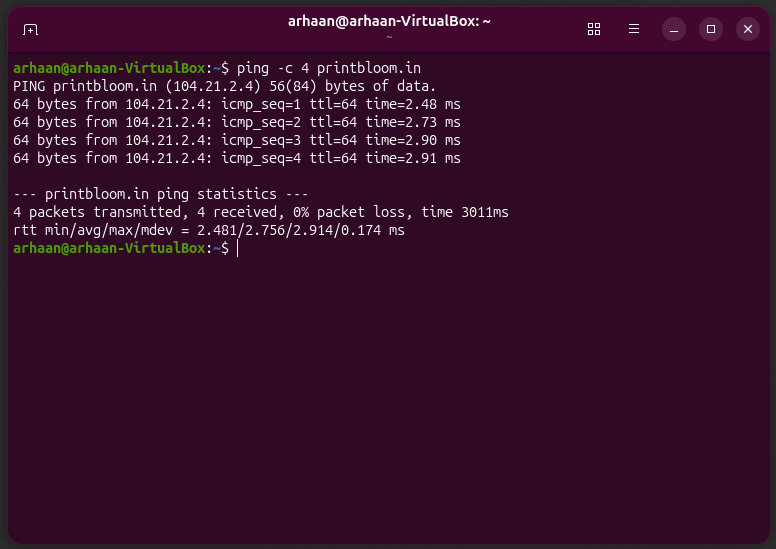 arhaan@arhaan-VirtualBox: ~
~
arhaan@arhaan-VirtualBox:~$ ping -c 4 printbloom.in
PING printbloom.in (104.21.2.4) 56(84) bytes of data.
64 bytes from 104.21.2.4: icmp_seq=1 ttl=64 time=2.48 ms
64 bytes from 104.21.2.4: icmp_seq=2 ttl=64 time=2.73 ms
64 bytes from 104.21.2.4: icmp_seq=3 ttl=64 time=2.90 ms
64 bytes from 104.21.2.4: icmp_seq=4 ttl=64 time=2.91 ms

--- printbloom.in ping statistics ---
4 packets transmitted, 4 received, 0% packet loss, time 3011ms
rtt min/avg/max/mdev = 2.481/2.756/2.914/0.174 ms
arhaan@arhaan-VirtualBox:~$